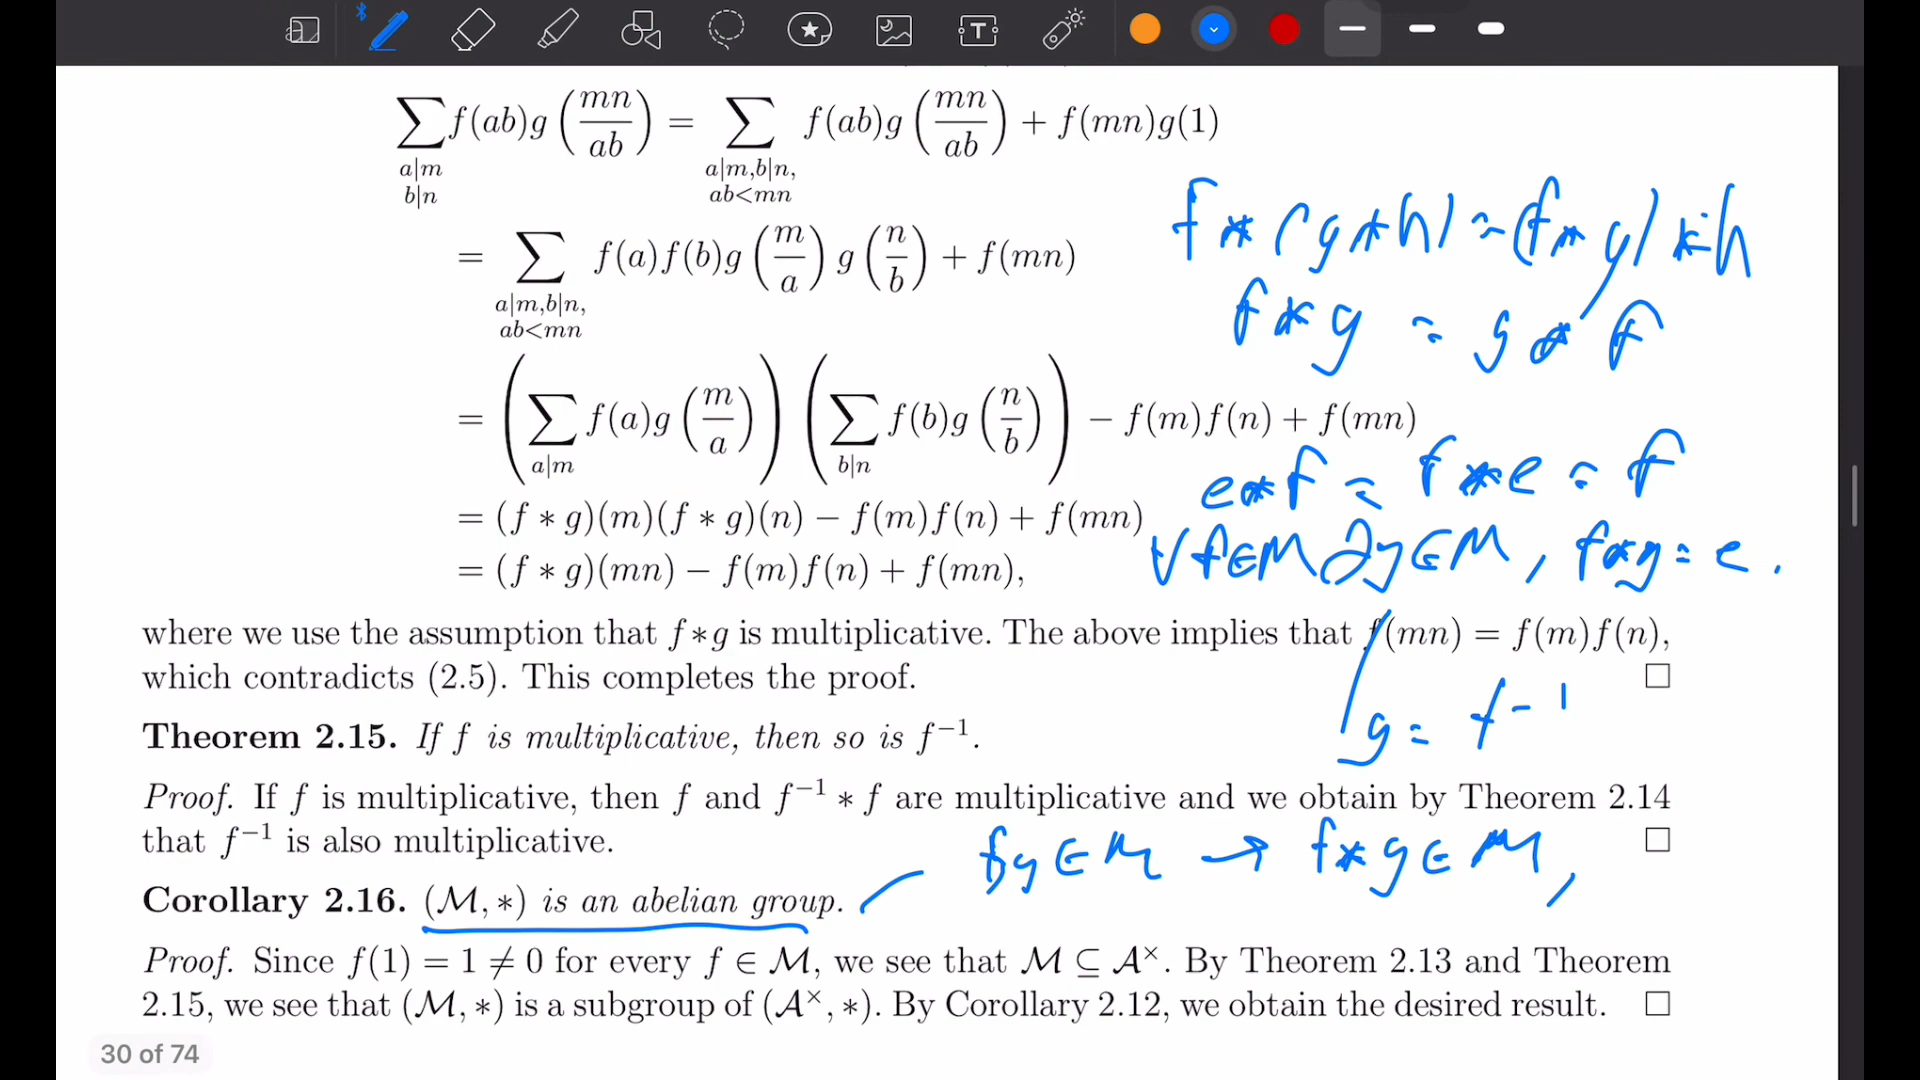 ∑_{a|m, b|n} f(ab)g(mn/ab) = ∑_{a|m,b|n, ab<mn} f(ab)g(mn/ab) + f(mn)g(1)
= ∑_{a|m,b|n, ab<mn} f(a)f(b)g(m/a)g(n/b) + f(mn)
f * (g * h) = (f * g) * h
f * g = g * f
= (∑_{a|m} f(a)g(m/a)) (∑_{b|n} f(b)g(n/b)) − f(m)f(n) + f(mn)
e * f = f * e = f
= (f ∗ g)(m)(f ∗ g)(n) − f(m)f(n) + f(mn)
∀ f ∈ M ∃ g ∈ M, f * g = e.
= (f ∗ g)(mn) − f(m)f(n) + f(mn),
where we use the assumption that f ∗ g is multiplicative. The above implies that f(mn) = f(m)f(n),
which contradicts (2.5). This completes the proof. □
g = f⁻¹
Theorem 2.15. If f is multiplicative, then so is f⁻¹.
Proof. If f is multiplicative, then f and f⁻¹ ∗ f are multiplicative and we obtain by Theorem 2.14
that f⁻¹ is also multiplicative. □
f, g ∈ M → f * g ∈ M,
Corollary 2.16. (ℳ, ∗) is an abelian group.
Proof. Since f(1) = 1 ≠ 0 for every f ∈ ℳ, we see that ℳ ⊆ 𝒜^×. By Theorem 2.13 and Theorem
2.15, we see that (ℳ, ∗) is a subgroup of (𝒜^×, ∗). By Corollary 2.12, we obtain the desired result. □
30 of 74